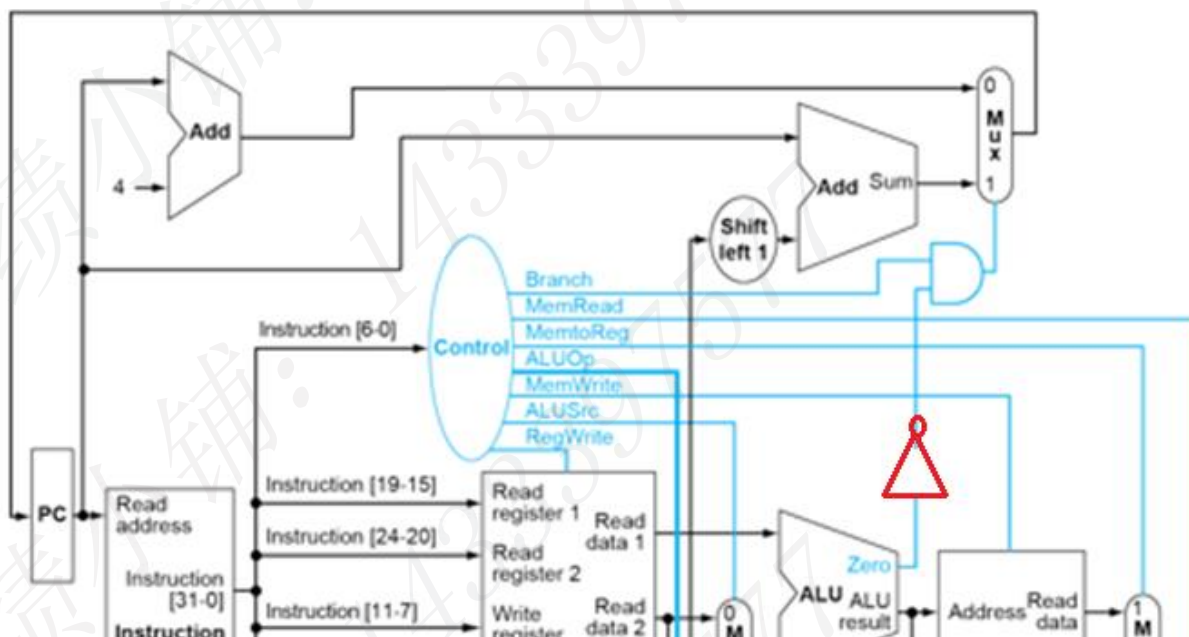 Add
4
0
Mux
1
Add Sum
Shift
left 1
Branch
MemRead
MemtoReg
ALUOp
MemWrite
ALUSrc
RegWrite
Control
Instruction [6-0]
PC
Read
address
Instruction
[31-0]
Instruction
Instruction [19-15]
Instruction [24-20]
Instruction [11-7]
Read
register 1
Read
register 2
Write
register
Read
data 1
Read
data 2
0
M
Zero
ALU
ALU
result
Address
Read
data
1
M